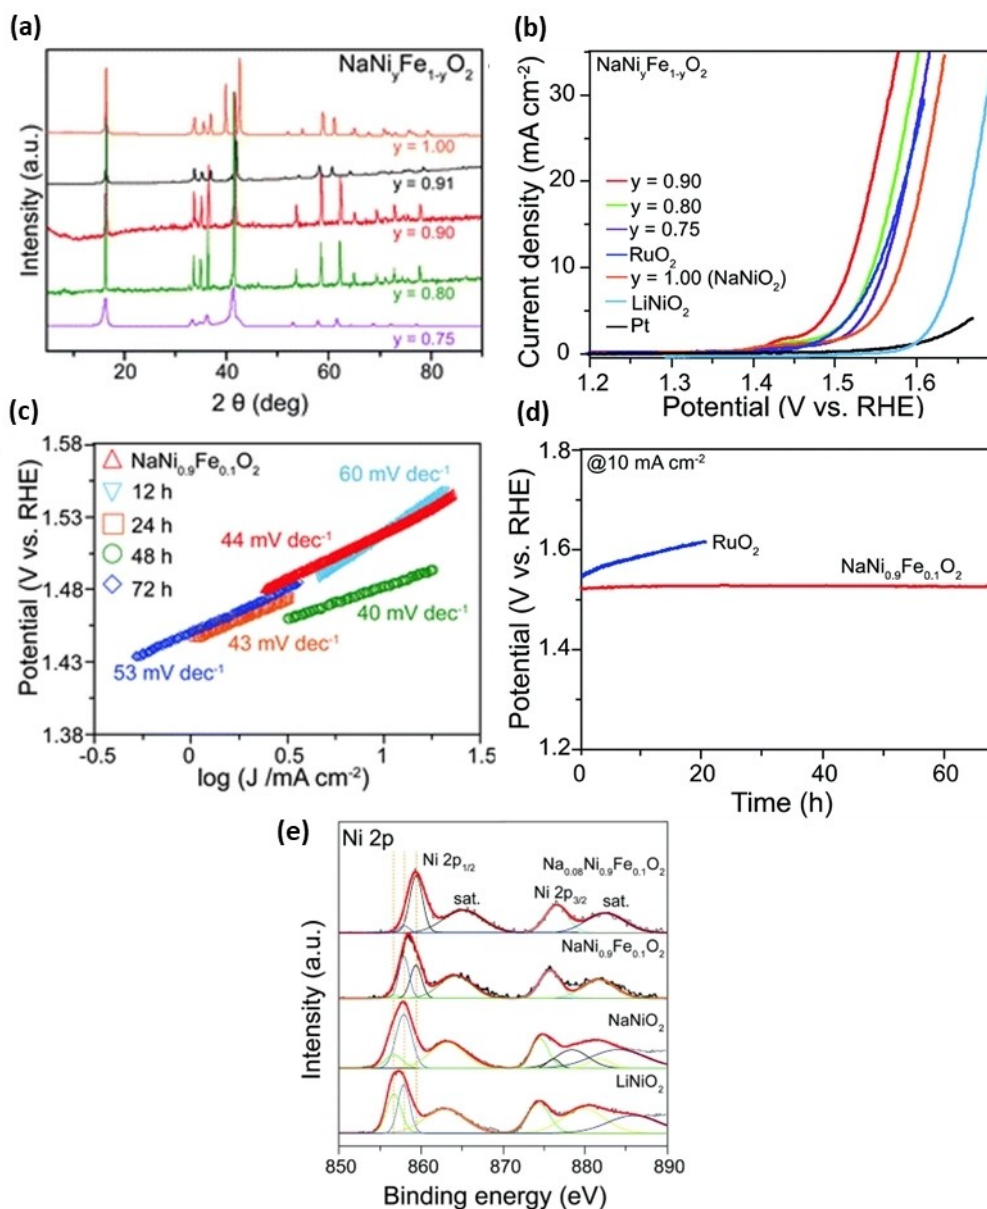 (a)
NaNiyFe1-yO2
y = 1.00
y = 0.91
y = 0.90
y = 0.80
y = 0.75
Intensity (a.u.)
20 40 60 80
2 θ (deg)
(b)
NaNiyFe1-yO2
y = 0.90
y = 0.80
y = 0.75
RuO2
y = 1.00 (NaNiO2)
LiNiO2
Pt
Current density (mA cm-2)
30
20
10
0
1.2 1.3 1.4 1.5 1.6
Potential (V vs. RHE)
(c)
NaNi0.9Fe0.1O2
12 h
24 h
48 h
72 h
60 mV dec-1
44 mV dec-1
40 mV dec-1
43 mV dec-1
53 mV dec-1
Potential (V vs. RHE)
1.58
1.53
1.48
1.43
1.38
-0.5 0 0.5 1 1.5
log (J /mA cm-2)
(d)
@10 mA cm-2
RuO2
NaNi0.9Fe0.1O2
Potential (V vs. RHE)
1.8
1.6
1.4
1.2
0 20 40 60
Time (h)
(e)
Ni 2p
Ni 2p1/2
Na0.08Ni0.9Fe0.1O2
sat.
Ni 2p3/2
sat.
NaNi0.9Fe0.1O2
NaNiO2
LiNiO2
Intensity (a.u.)
850 860 870 880 890
Binding energy (eV)